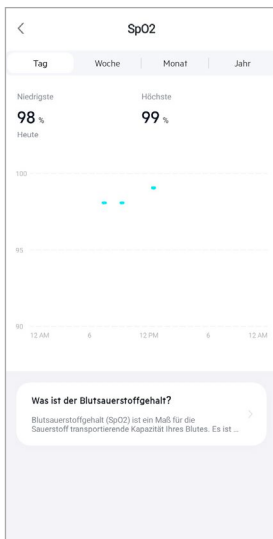 SpO2
Tag Woche Monat Jahr
Niedrigste Höchste
98 % 99 %
Heute
100
95
90
12 AM 6 12 PM 6 12 AM
Was ist der Blutsauerstoffgehalt?
Blutsauerstoffgehalt (SpO2) ist ein Maß für die
Sauerstoff transportierende Kapazität Ihres Blutes. Es ist ...